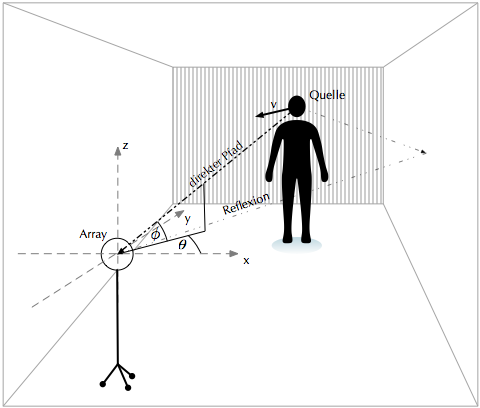 Quelle
v
direkter Pfad
z
Reflexion
y
Array
ϕ
θ
x